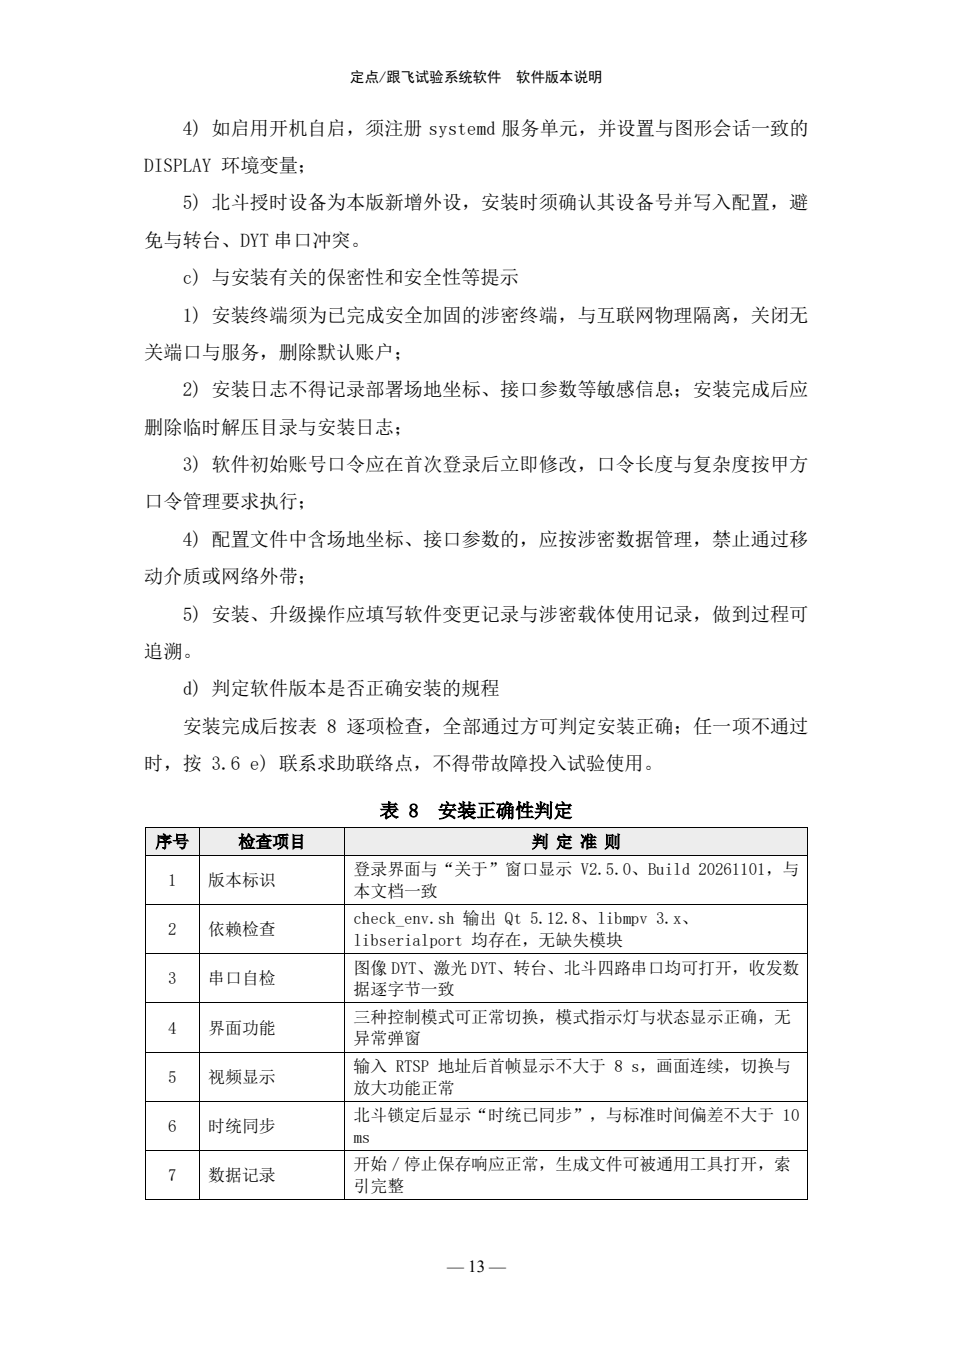 定点/跟飞试验系统软件　软件版本说明
4) 如启用开机自启，须注册 systemd 服务单元，并设置与图形会话一致的
DISPLAY 环境变量；
5) 北斗授时设备为本版新增外设，安装时须确认其设备号并写入配置，避
免与转台、DYT 串口冲突。
c) 与安装有关的保密性和安全性等提示
1) 安装终端须为已完成安全加固的涉密终端，与互联网物理隔离，关闭无
关端口与服务，删除默认账户；
2) 安装日志不得记录部署场地坐标、接口参数等敏感信息；安装完成后应
删除临时解压目录与安装日志；
3) 软件初始账号口令应在首次登录后立即修改，口令长度与复杂度按甲方
口令管理要求执行；
4) 配置文件中含场地坐标、接口参数的，应按涉密数据管理，禁止通过移
动介质或网络外带；
5) 安装、升级操作应填写软件变更记录与涉密载体使用记录，做到过程可
追溯。
d) 判定软件版本是否正确安装的规程
安装完成后按表 8 逐项检查，全部通过方可判定安装正确；任一项不通过
时，按 3.6 e) 联系求助联络点，不得带故障投入试验使用。
表 8　安装正确性判定
序号 检查项目 判 定 准 则
1 版本标识 登录界面与“关于”窗口显示 V2.5.0、Build 20261101，与
本文档一致
2 依赖检查 check_env.sh 输出 Qt 5.12.8、libmpv 3.x、
libserialport 均存在，无缺失模块
3 串口自检 图像 DYT、激光 DYT、转台、北斗四路串口均可打开，收发数
据逐字节一致
4 界面功能 三种控制模式可正常切换，模式指示灯与状态显示正确，无
异常弹窗
5 视频显示 输入 RTSP 地址后首帧显示不大于 8 s，画面连续，切换与
放大功能正常
6 时统同步 北斗锁定后显示“时统已同步”，与标准时间偏差不大于 10
ms
7 数据记录 开始 / 停止保存响应正常，生成文件可被通用工具打开，索
引完整
— 13 —